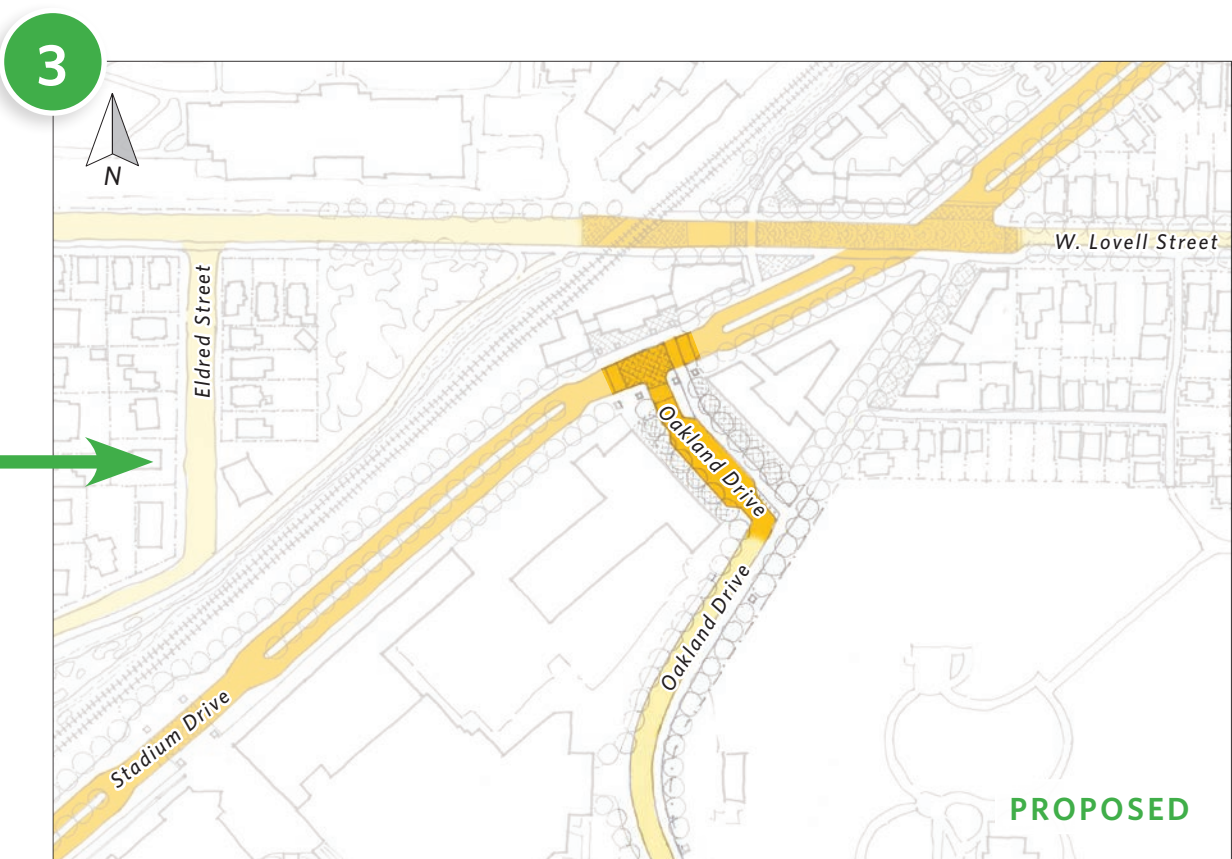 3
N
W. Lovell Street
Eldred Street
Oakland Drive
Oakland Drive
Stadium Drive
PROPOSED